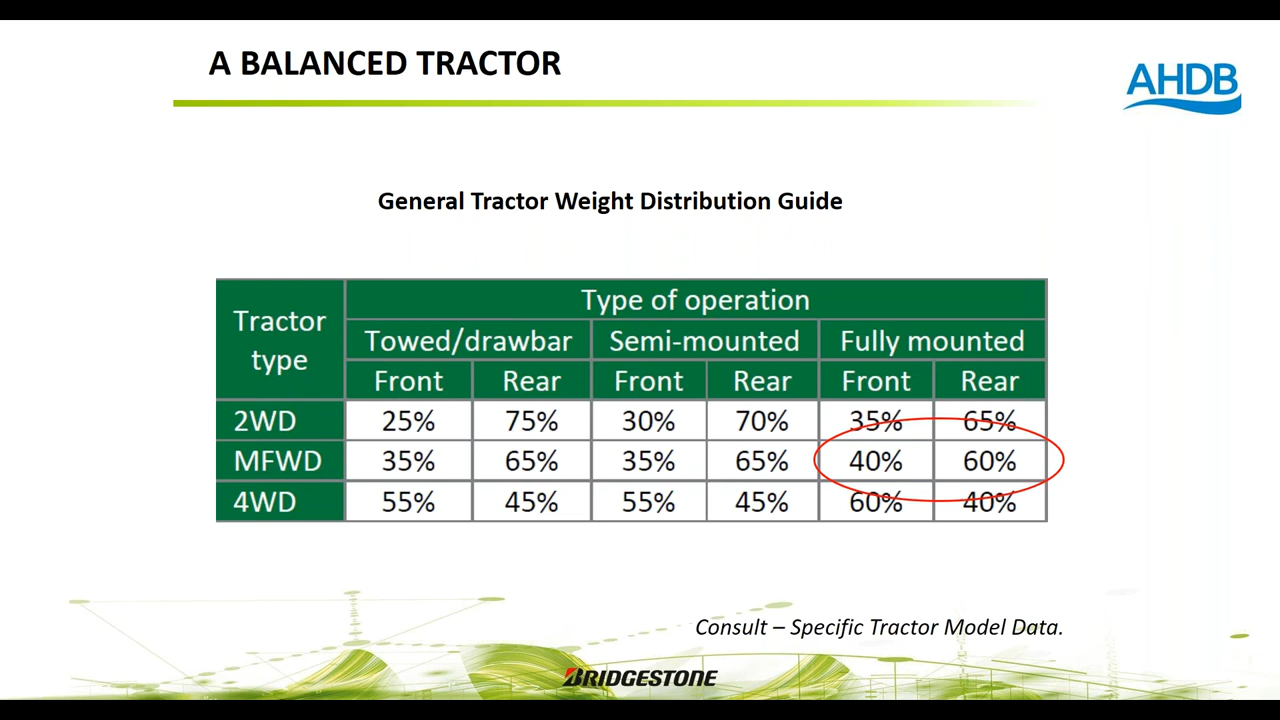 A BALANCED TRACTOR
AHDB
General Tractor Weight Distribution Guide
Tractor type
Type of operation
Towed/drawbar Semi-mounted Fully mounted
Front Rear Front Rear Front Rear
2WD 25% 75% 30% 70% 35% 65%
MFWD 35% 65% 35% 65% 40% 60%
4WD 55% 45% 55% 45% 60% 40%
Consult – Specific Tractor Model Data.
BRIDGESTONE